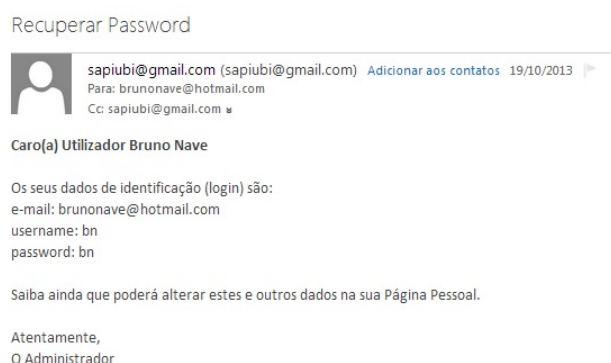 Recuperar Password
sapiubi@gmail.com (sapiubi@gmail.com) Adicionar aos contatos 19/10/2013
Para: brunonave@hotmail.com
Cc: sapiubi@gmail.com
Caro(a) Utilizador Bruno Nave
Os seus dados de identificação (login) são:
e-mail: brunonave@hotmail.com
username: bn
password: bn
Saiba ainda que poderá alterar estes e outros dados na sua Página Pessoal.
Atentamente,
O Administrador